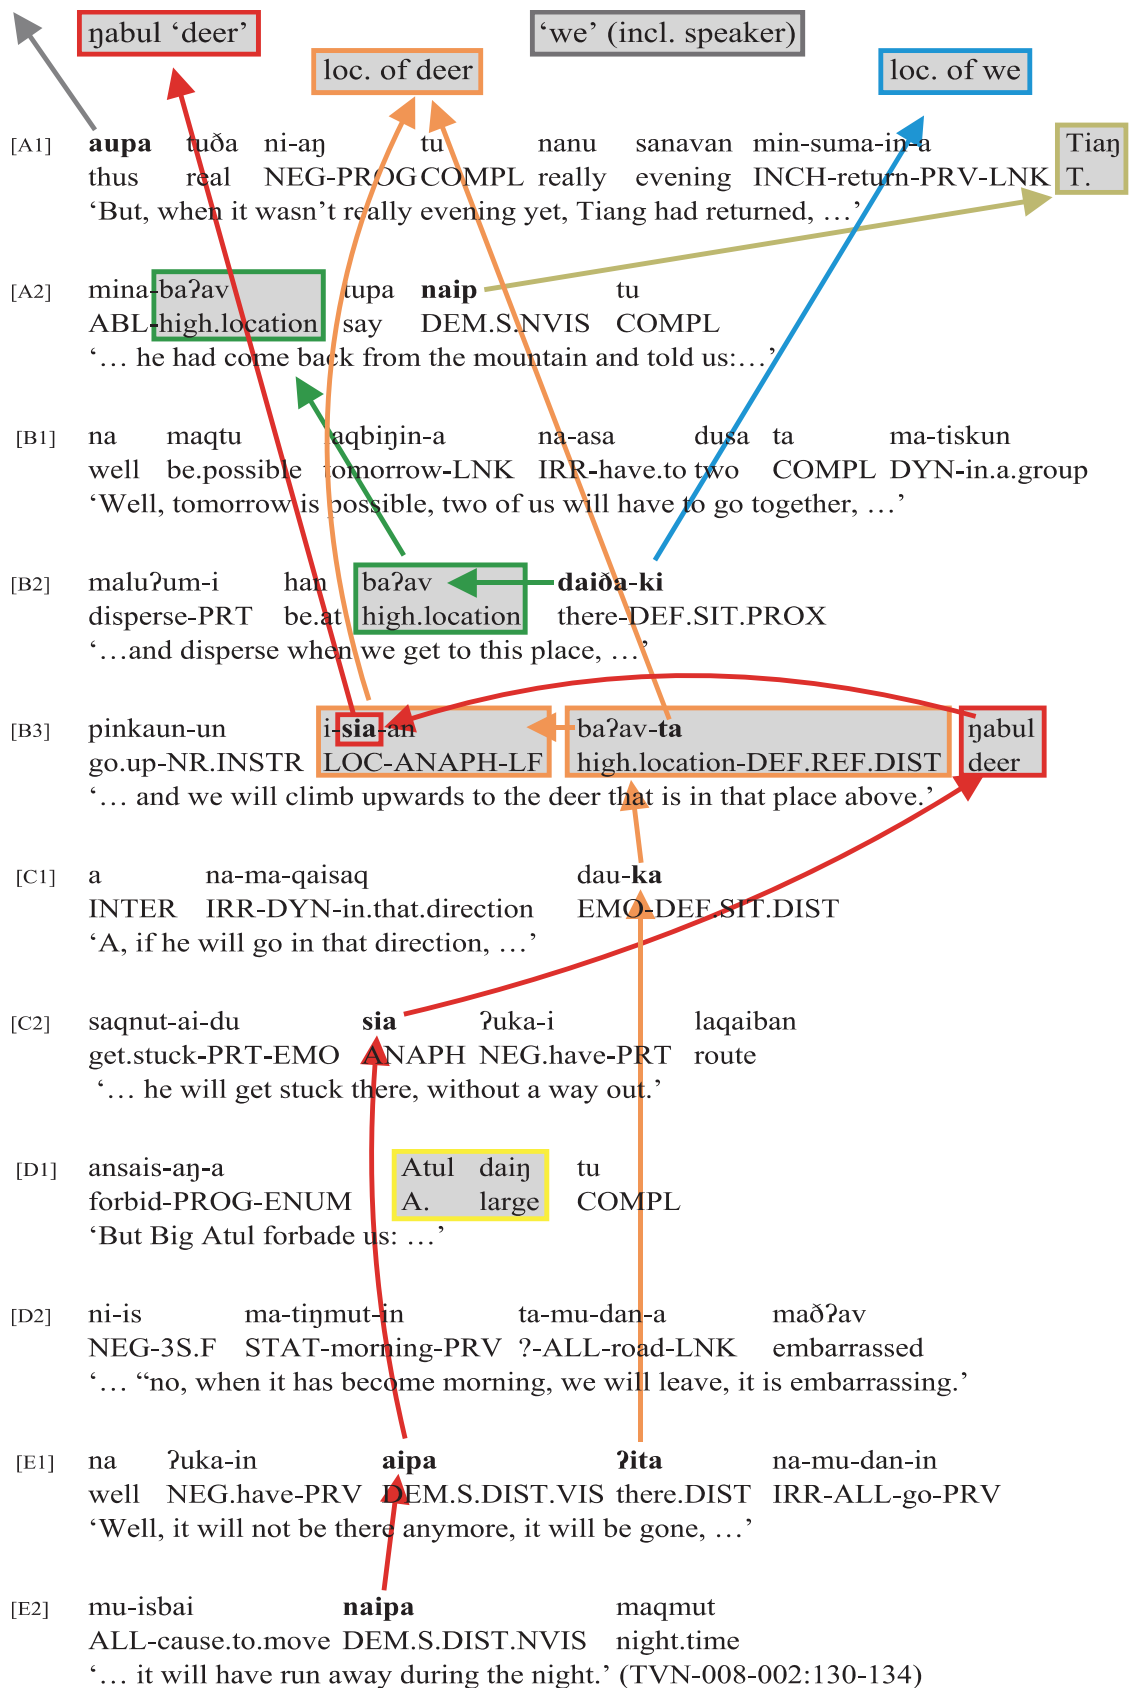 ŋabul ‘deer’ ‘we’ (incl. speaker)
loc. of deer loc. of we
[A1] aupa tuða ni-aŋ tu nanu sanavan min-suma-in-a Tiaŋ
thus real NEG-PROG COMPL really evening INCH-return-PRV-LNK T.
‘But, when it wasn’t really evening yet, Tiang had returned, …’
[A2] mina-baʔav tupa naip tu
ABL-high.location say DEM.S.NVIS COMPL
‘… he had come back from the mountain and told us:…’
[B1] na maqtu laqbiŋin-a na-asa dusa ta ma-tiskun
well be.possible tomorrow-LNK IRR-have.to two COMPL DYN-in.a.group
‘Well, tomorrow is possible, two of us will have to go together, …’
[B2] maluʔum-i han baʔav daiða-ki
disperse-PRT be.at high.location there-DEF.SIT.PROX
‘…and disperse when we get to this place, …’
[B3] pinkaun-un i-sia-an baʔav-ta ŋabul
go.up-NR.INSTR LOC-ANAPH-LF high.location-DEF.REF.DIST deer
‘… and we will climb upwards to the deer that is in that place above.’
[C1] a na-ma-qaisaq dau-ka
INTER IRR-DYN-in.that.direction EMO-DEF.SIT.DIST
‘A, if he will go in that direction, …’
[C2] saqnut-ai-du sia ʔuka-i laqaiban
get.stuck-PRT-EMO ANAPH NEG.have-PRT route
‘… he will get stuck there, without a way out.’
[D1] ansais-aŋ-a Atul daiŋ tu
forbid-PROG-ENUM A. large COMPL
‘But Big Atul forbade us: …’
[D2] ni-is ma-tiŋmut-in ta-mu-dan-a maðʔav
NEG-3S.F STAT-morning-PRV ?-ALL-road-LNK embarrassed
‘… “no, when it has become morning, we will leave, it is embarrassing.’
[E1] na ʔuka-in aipa ʔita na-mu-dan-in
well NEG.have-PRV DEM.S.DIST.VIS there.DIST IRR-ALL-go-PRV
‘Well, it will not be there anymore, it will be gone, …’
[E2] mu-isbai naipa maqmut
ALL-cause.to.move DEM.S.DIST.NVIS night.time
‘… it will have run away during the night.’ (TVN-008-002:130-134)